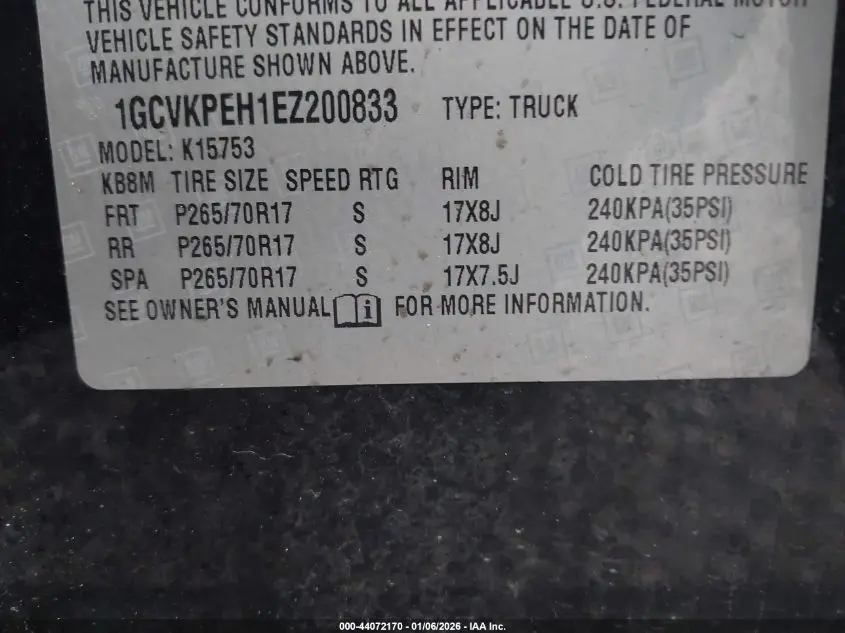 THIS VEHICLE CONFORMS TO ALL APPLICABLE U.S. FEDERAL MOTOR
VEHICLE SAFETY STANDARDS IN EFFECT ON THE DATE OF
MANUFACTURE SHOWN ABOVE.
1GCVKPEH1EZ200833 TYPE: TRUCK
MODEL: K15753
KB8M TIRE SIZE SPEED RTG RIM COLD TIRE PRESSURE
FRT P265/70R17 S 17X8J 240KPA(35PSI)
RR P265/70R17 S 17X8J 240KPA(35PSI)
SPA P265/70R17 S 17X7.5J 240KPA(35PSI)
SEE OWNER'S MANUAL i FOR MORE INFORMATION.
000-44072170 - 01/06/2026 - IAA Inc.